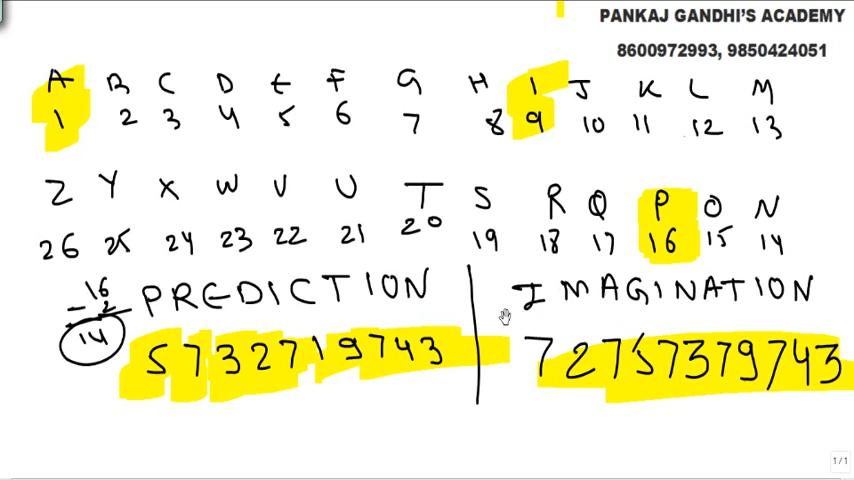 PANKAJ GANDHI'S ACADEMY
8600972993, 9850424051
A B C D E F G H I J K L M
1 2 3 4 5 6 7 8 9 10 11 12 13
Z Y X W V U T S R Q P O N
26 25 24 23 22 21 20 19 18 17 16 15 14
16
- 2
14
PREDICTION
IMAGINATION
5732719743
72757379743
1/1